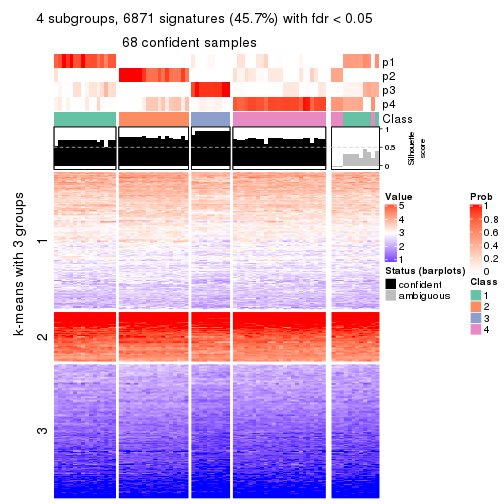 4 subgroups, 6871 signatures (45.7%) with fdr < 0.05
68 confident samples
p1
p2
p3
p4
Class
1
0.5
0
Silhouette
score
k-means with 3 groups
1
2
3
Value
5
4
3
2
1
Status (barplots)
confident
ambiguous
Prob
1
0.8
0.6
0.4
0.2
0
Class
1
2
3
4